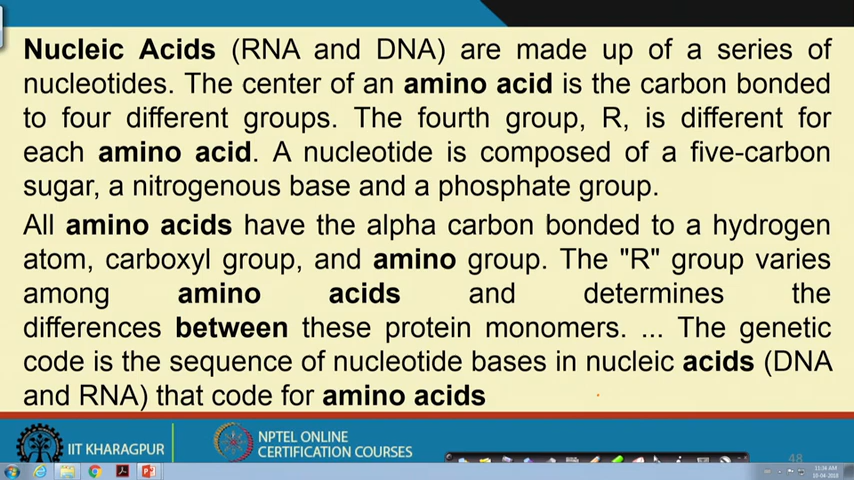 Nucleic Acids (RNA and DNA) are made up of a series of
nucleotides. The center of an amino acid is the carbon bonded
to four different groups. The fourth group, R, is different for
each amino acid. A nucleotide is composed of a five-carbon
sugar, a nitrogenous base and a phosphate group.
All amino acids have the alpha carbon bonded to a hydrogen
atom, carboxyl group, and amino group. The "R" group varies
among amino acids and determines the
differences between these protein monomers. ... The genetic
code is the sequence of nucleotide bases in nucleic acids (DNA
and RNA) that code for amino acids
IIT KHARAGPUR
NPTEL ONLINE
CERTIFICATION COURSES
48
11:04 AM